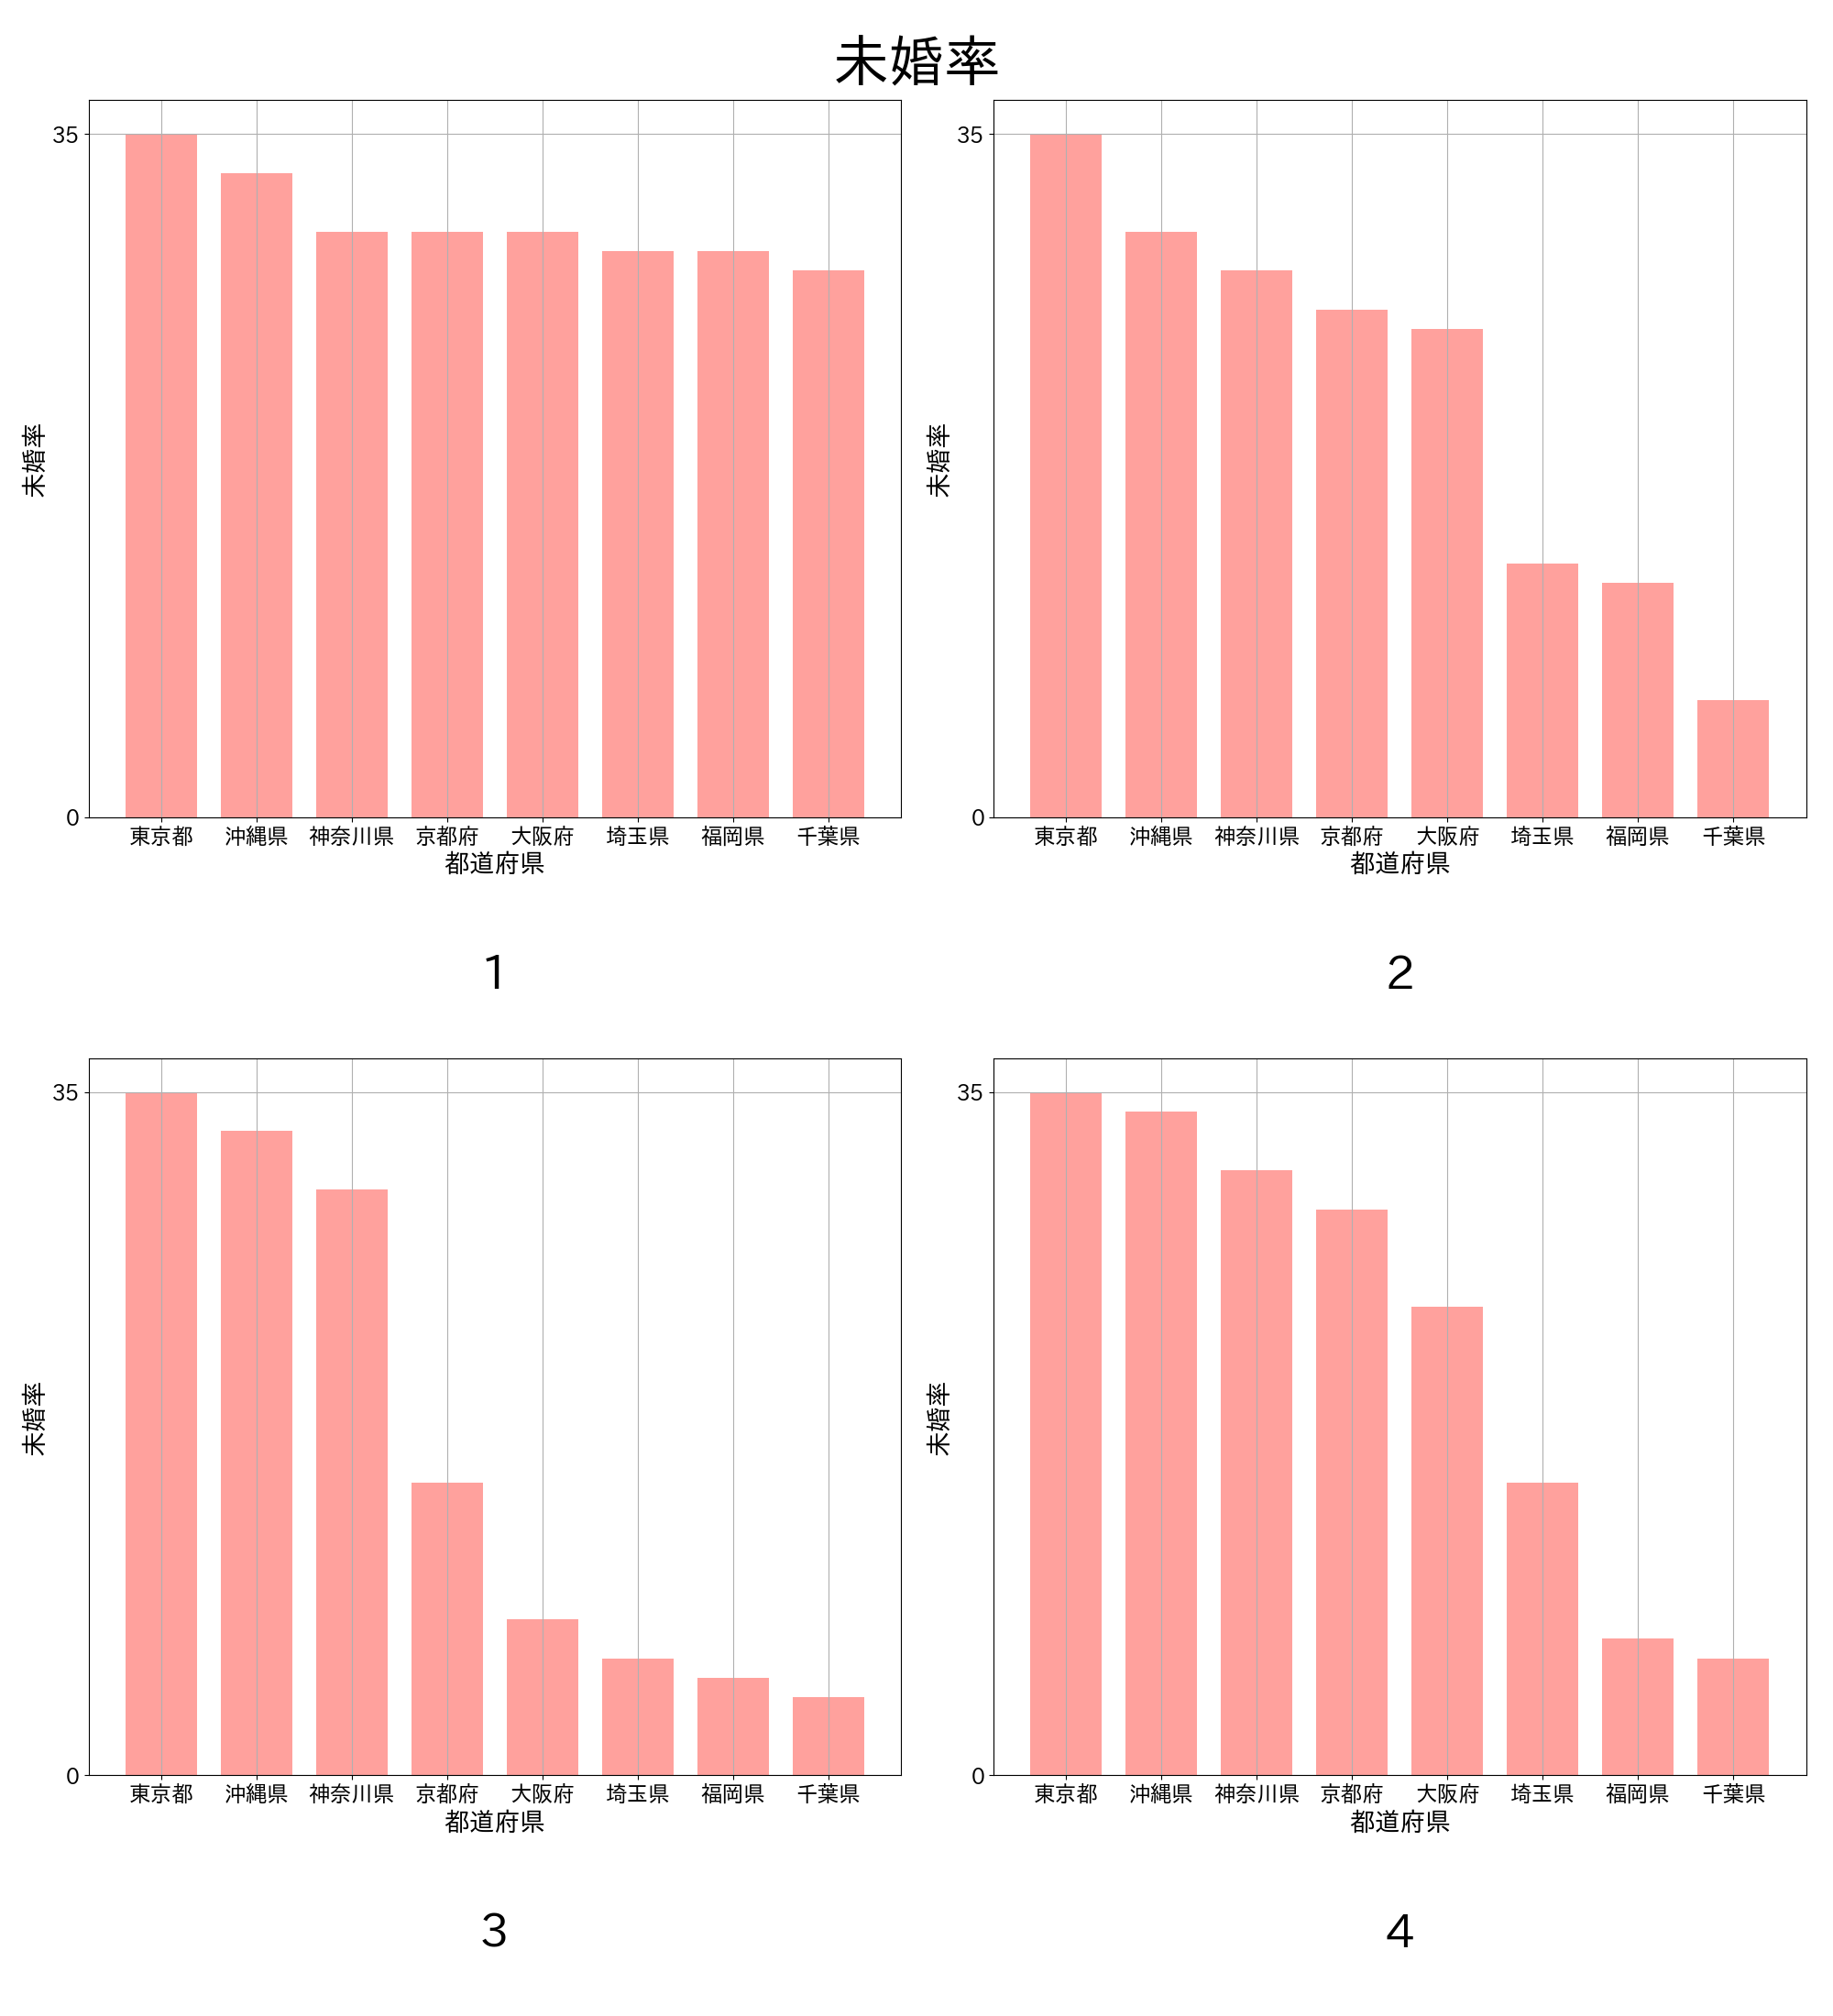 未婚率
35
0
未婚率
東京都 沖縄県 神奈川県 京都府 大阪府 埼玉県 福岡県 千葉県
都道府県
1
35
0
未婚率
東京都 沖縄県 神奈川県 京都府 大阪府 埼玉県 福岡県 千葉県
都道府県
2
35
0
未婚率
東京都 沖縄県 神奈川県 京都府 大阪府 埼玉県 福岡県 千葉県
都道府県
3
35
0
未婚率
東京都 沖縄県 神奈川県 京都府 大阪府 埼玉県 福岡県 千葉県
都道府県
4